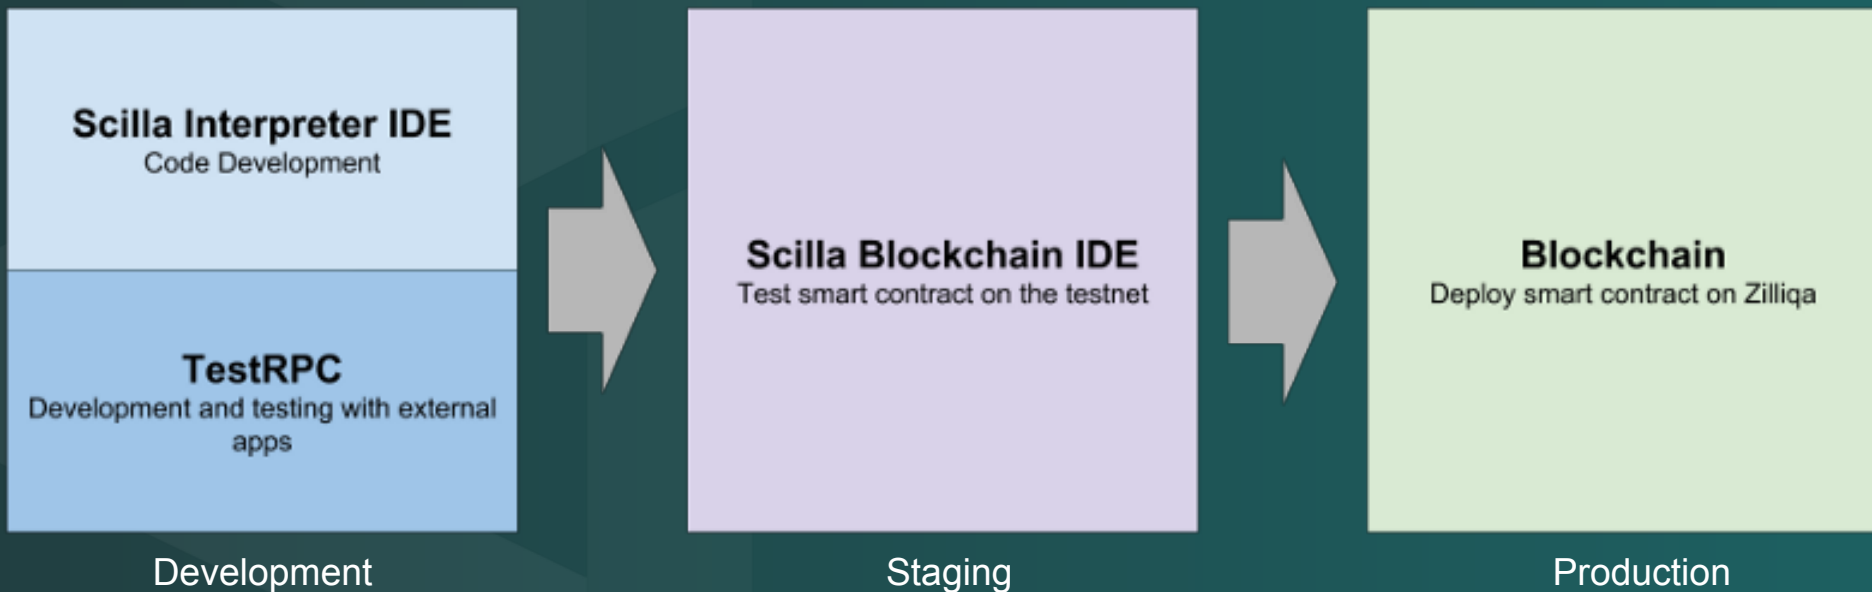 Scilla Interpreter IDE
Code Development
TestRPC
Development and testing with external
apps
Development
Scilla Blockchain IDE
Test smart contract on the testnet
Staging
Blockchain
Deploy smart contract on Zilliqa
Production